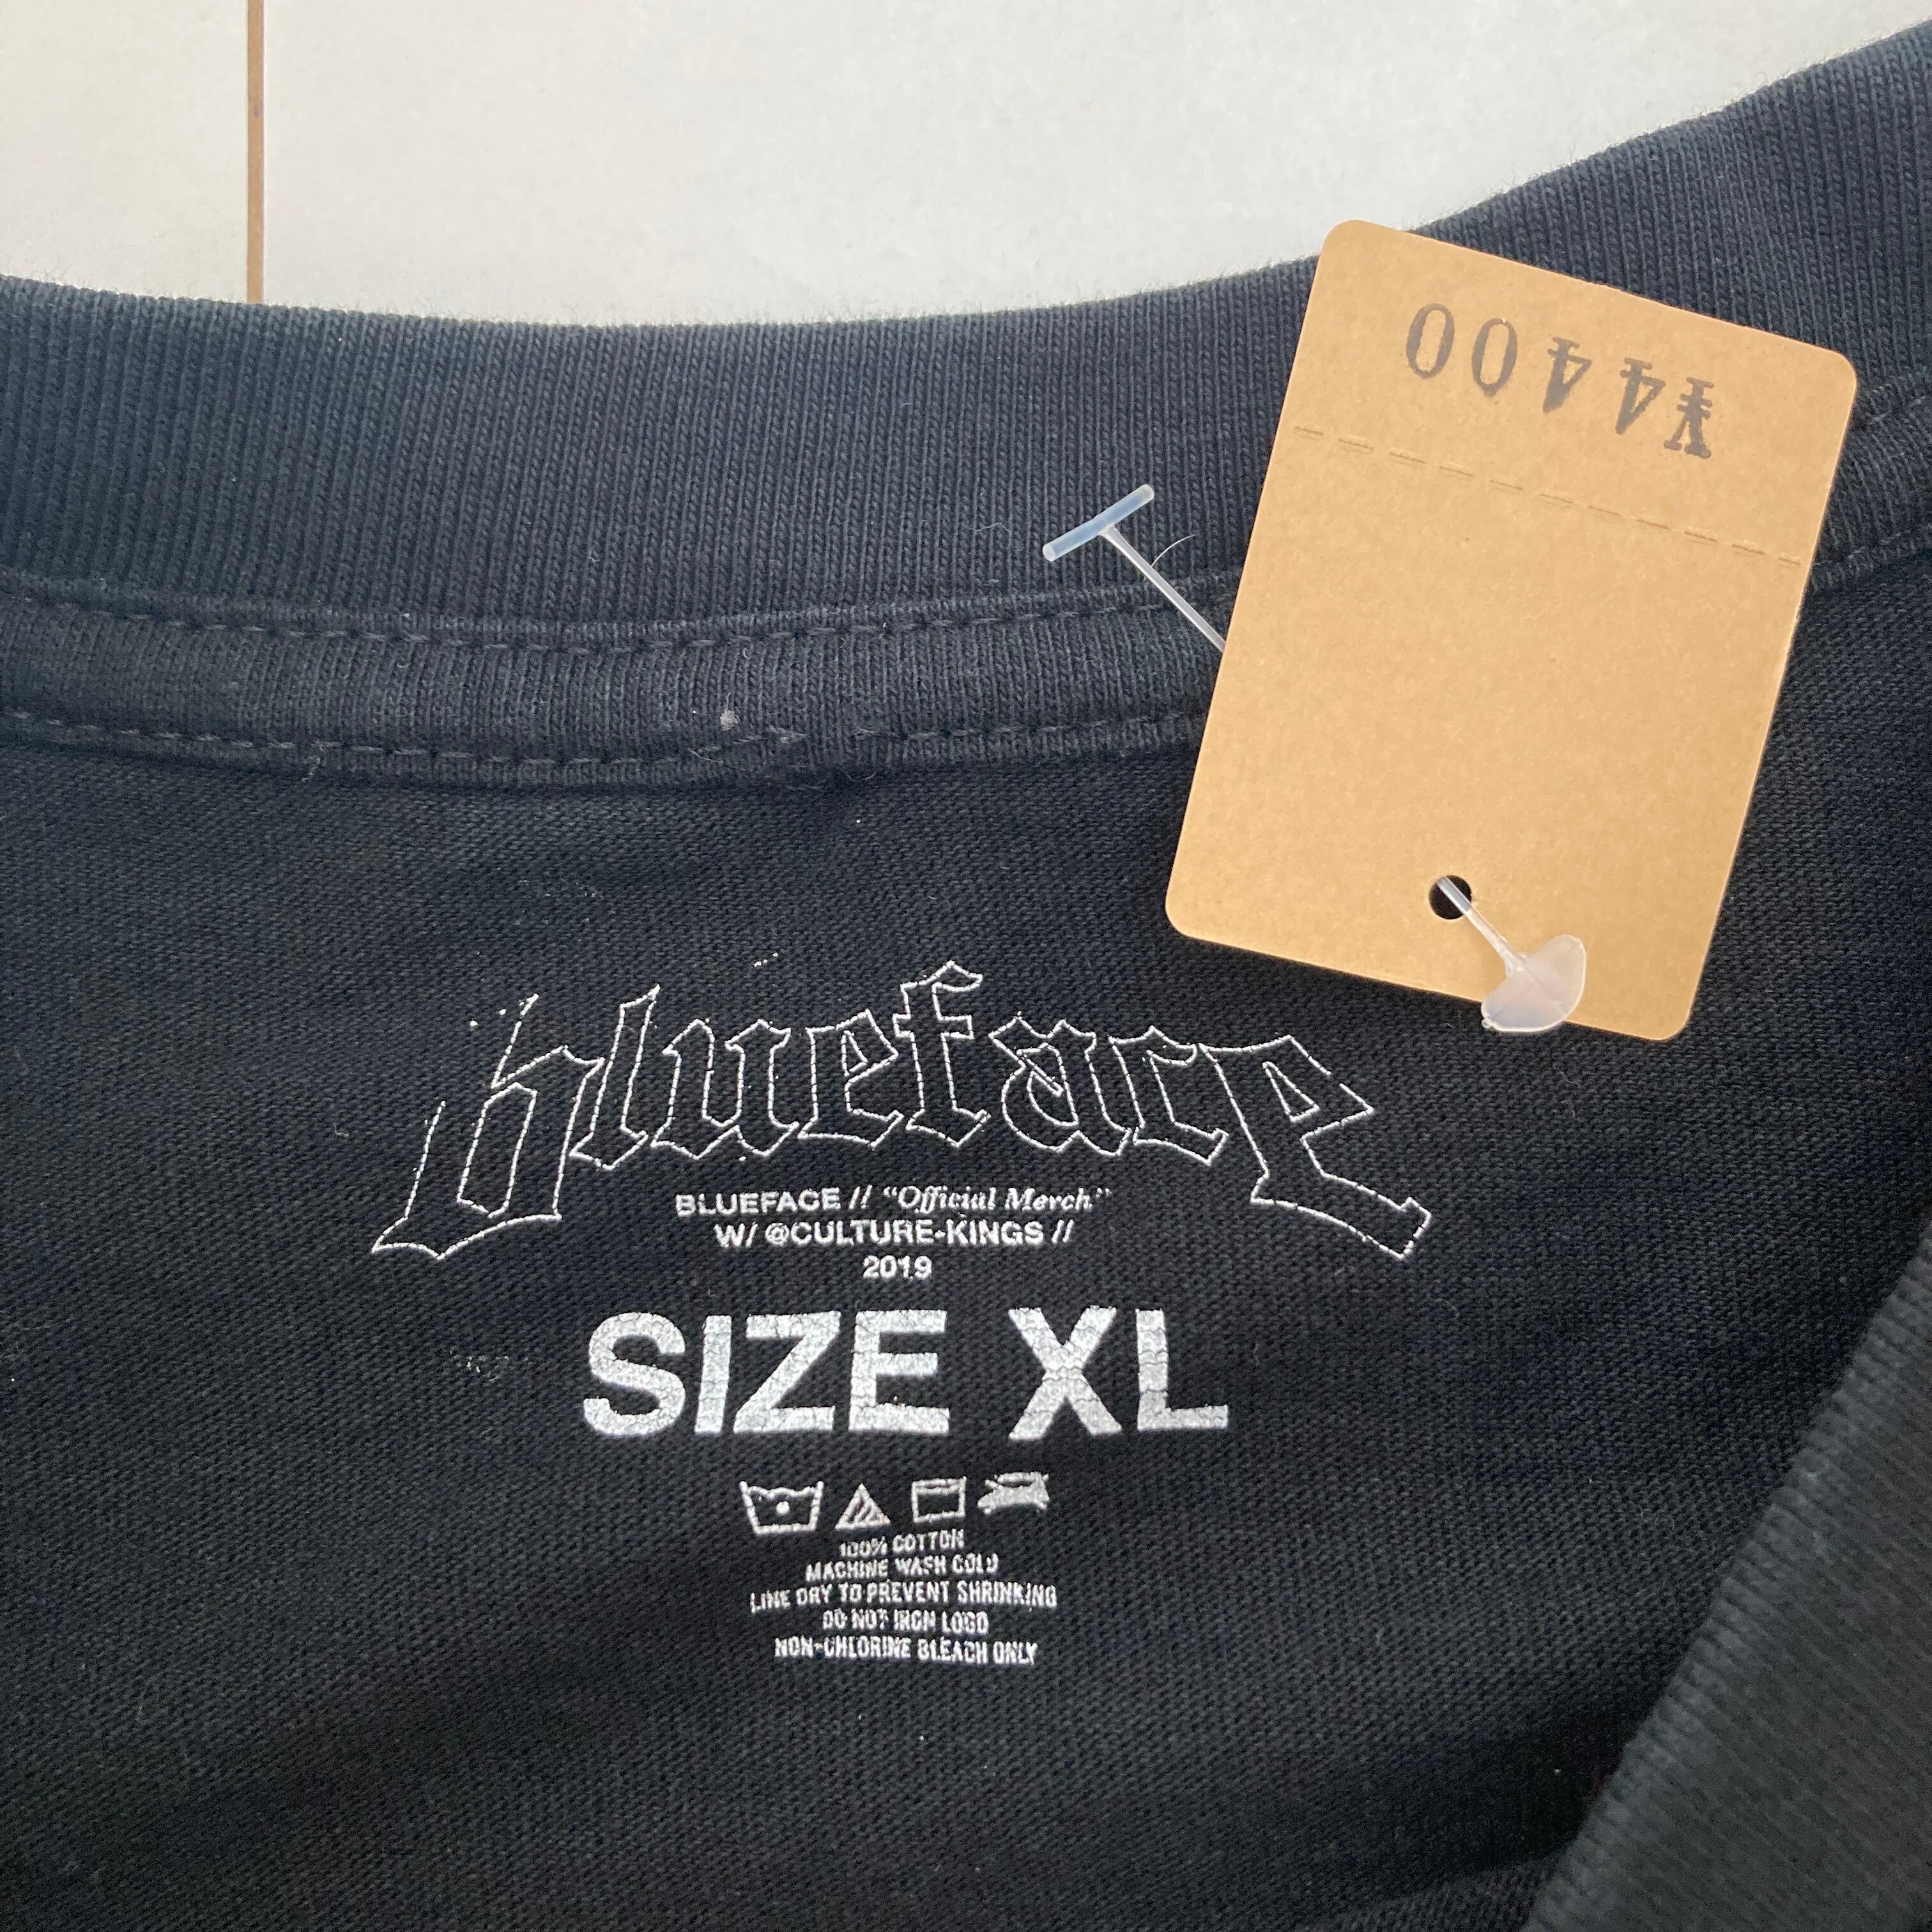 ¥4400
blueface
BLUEFACE // “Official Merch”
W/ @CULTURE-KINGS //
2019
SIZE XL
100% COTTON
MACHINE WASH COLD
LINE DRY TO PREVENT SHRINKING
DO NOT IRON LOGO
NON-CHLORINE BLEACH ONLY